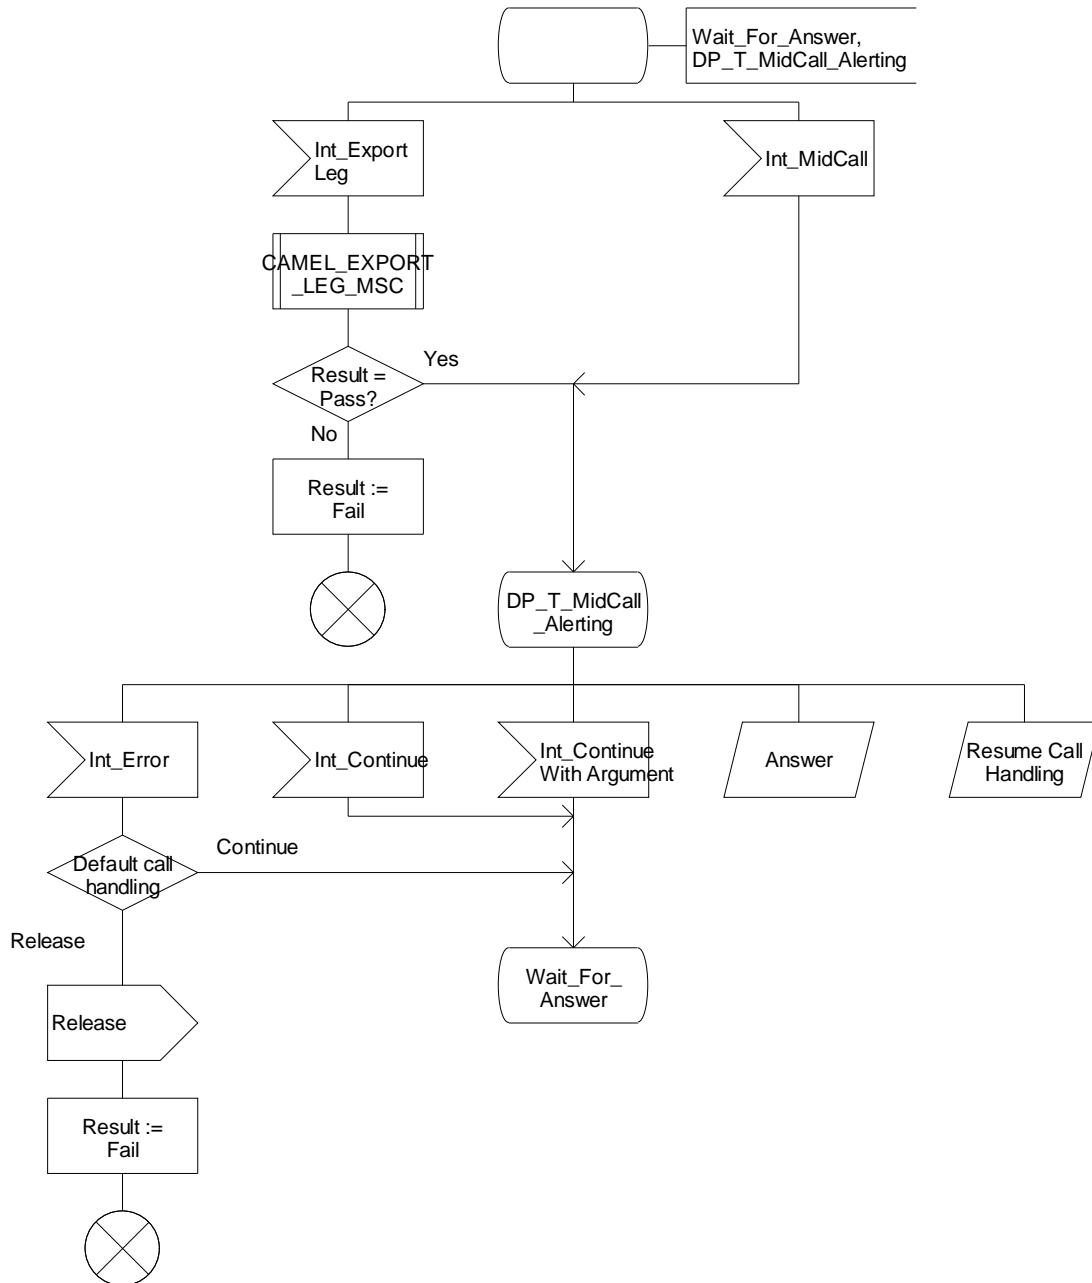 Wait_For_Answer,
DP_T_MidCall_Alerting
Int_Export
Leg
Int_MidCall
CAMEL_EXPORT
_LEG_MSC
Yes
Result =
Pass?
No
Result :=
Fail
DP_T_MidCall
_Alerting
Int_Error
Int_Continue
Int_Continue
With Argument
Answer
Resume Call
Handling
Default call
handling
Continue
Release
Wait_For_
Answer
Release
Result :=
Fail